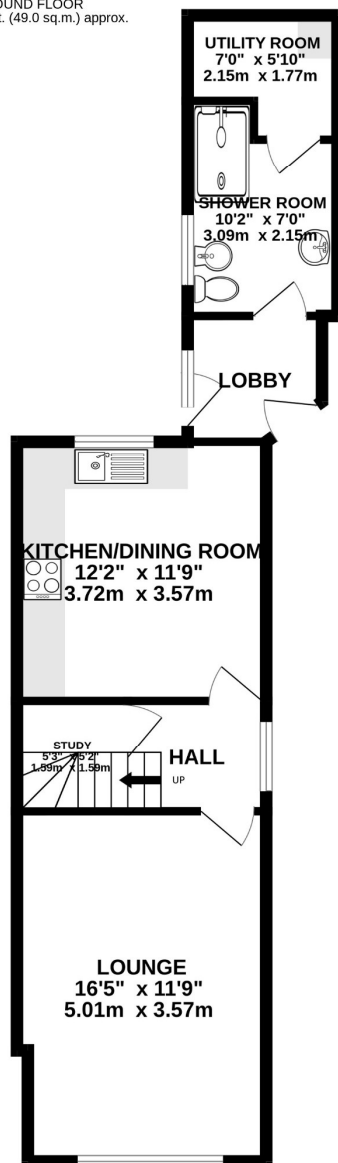 OUND FLOOR
t. (49.0 sq.m.) approx.
UTILITY ROOM
7'0" x 5'10"
2.15m x 1.77m
SHOWER ROOM
10'2" x 7'0"
3.09m x 2.15m
LOBBY
KITCHEN/DINING ROOM
12'2" x 11'9"
3.72m x 3.57m
STUDY
5'3" x 5'2"
1.59m x 1.59m
HALL
UP
LOUNGE
16'5" x 11'9"
5.01m x 3.57m